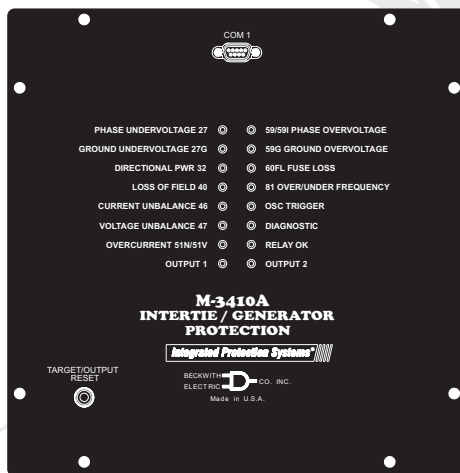 COM 1
PHASE UNDERVOLTAGE 27
59/59I PHASE OVERVOLTAGE
GROUND UNDERVOLTAGE 27G
59G GROUND OVERVOLTAGE
DIRECTIONAL PWR 32
60FL FUSE LOSS
LOSS OF FIELD 40
81 OVER/UNDER FREQUENCY
CURRENT UNBALANCE 46
OSC TRIGGER
VOLTAGE UNBALANCE 47
DIAGNOSTIC
OVERCURRENT 51N/51V
RELAY OK
OUTPUT 1
OUTPUT 2
M-3410A
INTERTIE / GENERATOR
PROTECTION
Integrated Protection Systems®
TARGET/OUTPUT
RESET
BECKWITH
ELECTRIC
CO. INC.
Made in U.S.A.